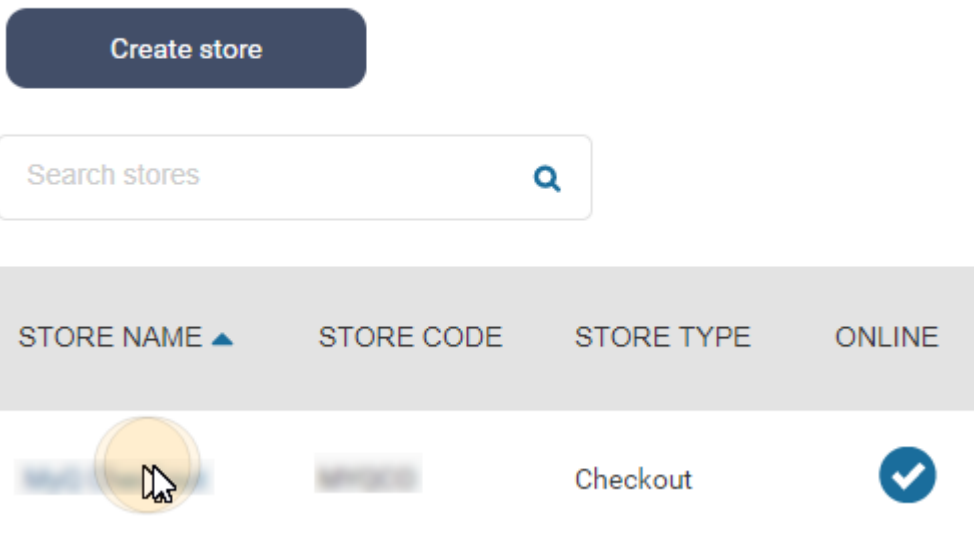 Create store
Search stores
STORE NAME STORE CODE STORE TYPE ONLINE
Checkout